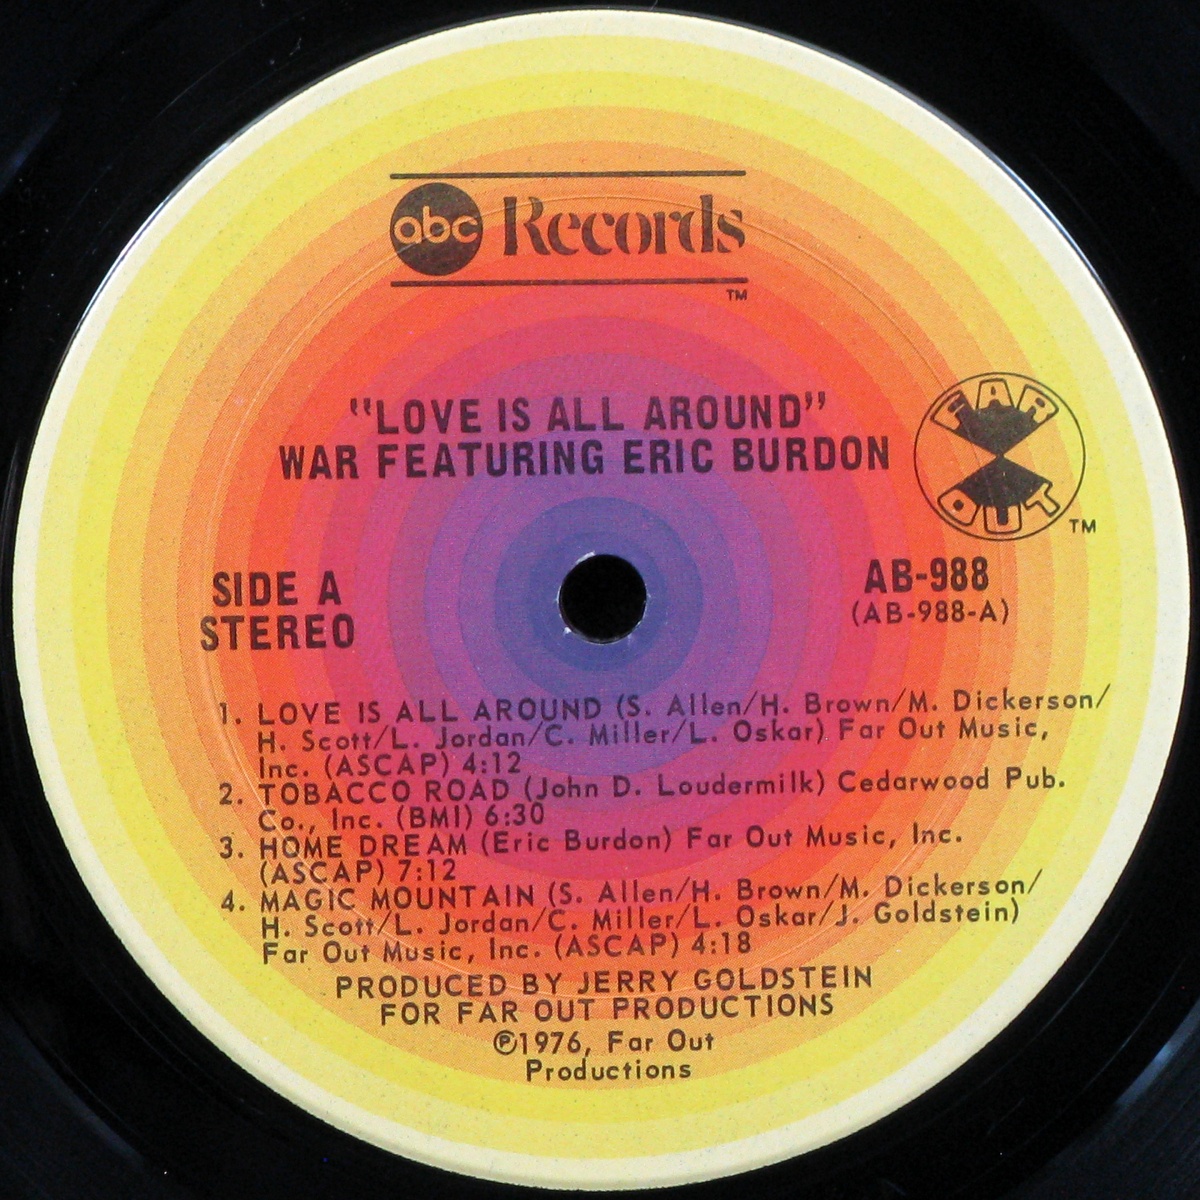 abc Records
TM
"LOVE IS ALL AROUND"
WAR FEATURING ERIC BURDON
FAR
OUT
TM
SIDE A
STEREO
AB-988
(AB-988-A)
1. LOVE IS ALL AROUND (S. Allen/H. Brown/M. Dickerson/
H. Scott/L. Jordan/C. Miller/L. Oskar) Far Out Music,
Inc. (ASCAP) 4:12
2. TOBACCO ROAD (John D. Loudermilk) Cedarwood Pub.
Co., Inc. (BMI) 6:30
3. HOME DREAM (Eric Burdon) Far Out Music, Inc.
(ASCAP) 7:12
4. MAGIC MOUNTAIN (S. Allen/H. Brown/M. Dickerson/
H. Scott/L. Jordan/C. Miller/L. Oskar/J. Goldstein)
Far Out Music, Inc. (ASCAP) 4:18
PRODUCED BY JERRY GOLDSTEIN
FOR FAR OUT PRODUCTIONS
℗1976, Far Out
Productions